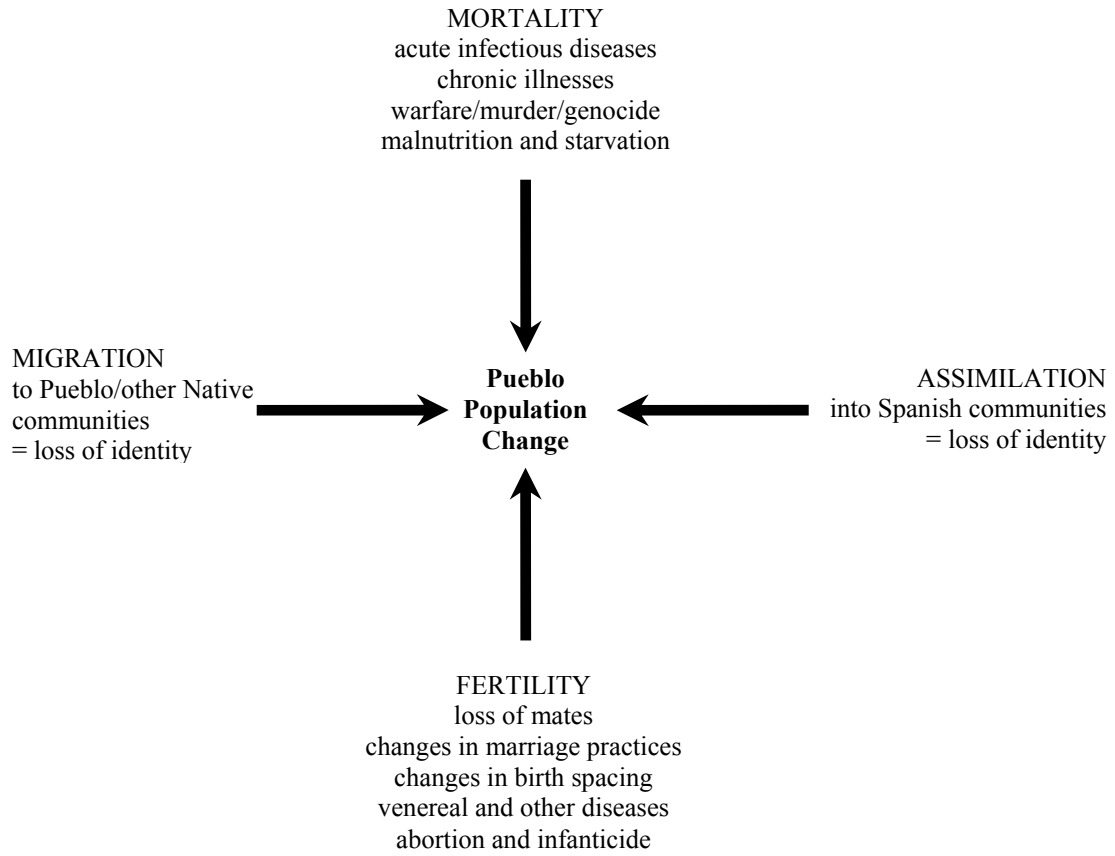 MORTALITY
acute infectious diseases
chronic illnesses
warfare/murder/genocide
malnutrition and starvation
MIGRATION
to Pueblo/other Native
communities
= loss of identity
Pueblo
Population
Change
ASSIMILATION
into Spanish communities
= loss of identity
FERTILITY
loss of mates
changes in marriage practices
changes in birth spacing
venereal and other diseases
abortion and infanticide